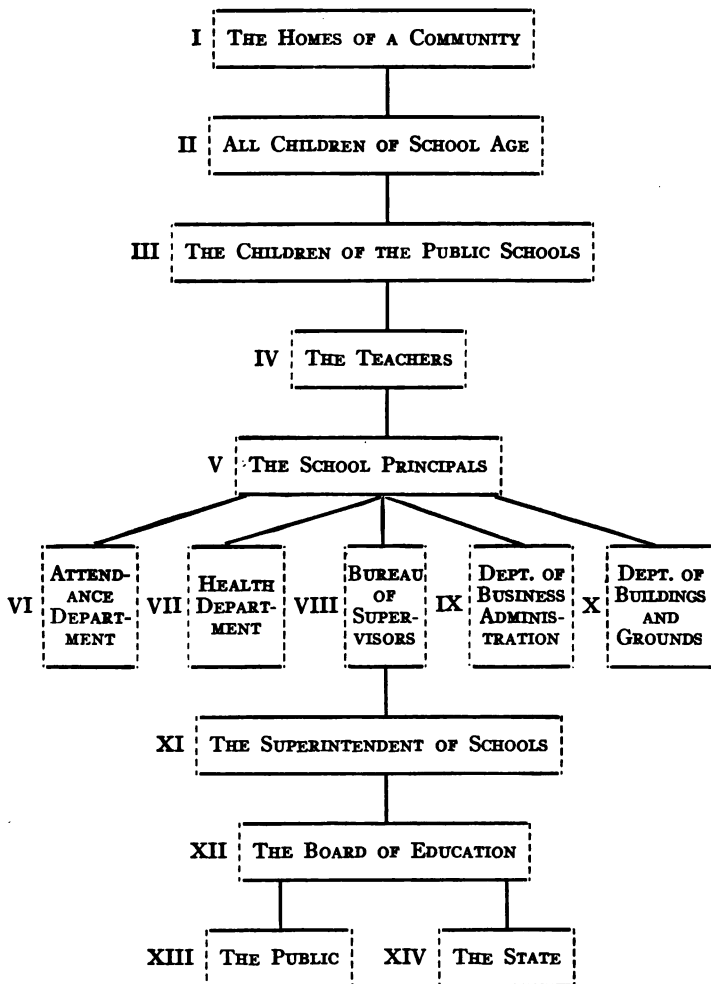 I The Homes of a Community
II All Children of School Age
III The Children of the Public Schools
IV The Teachers
V The School Principals
VI Attend-
ance
Depart-
ment
VII Health
Depart-
ment
VIII Bureau
of
Super-
visors
IX Dept. of
Business
Adminis-
tration
X Dept. of
Buildings
and
Grounds
XI The Superintendent of Schools
XII The Board of Education
XIII The Public
XIV The State